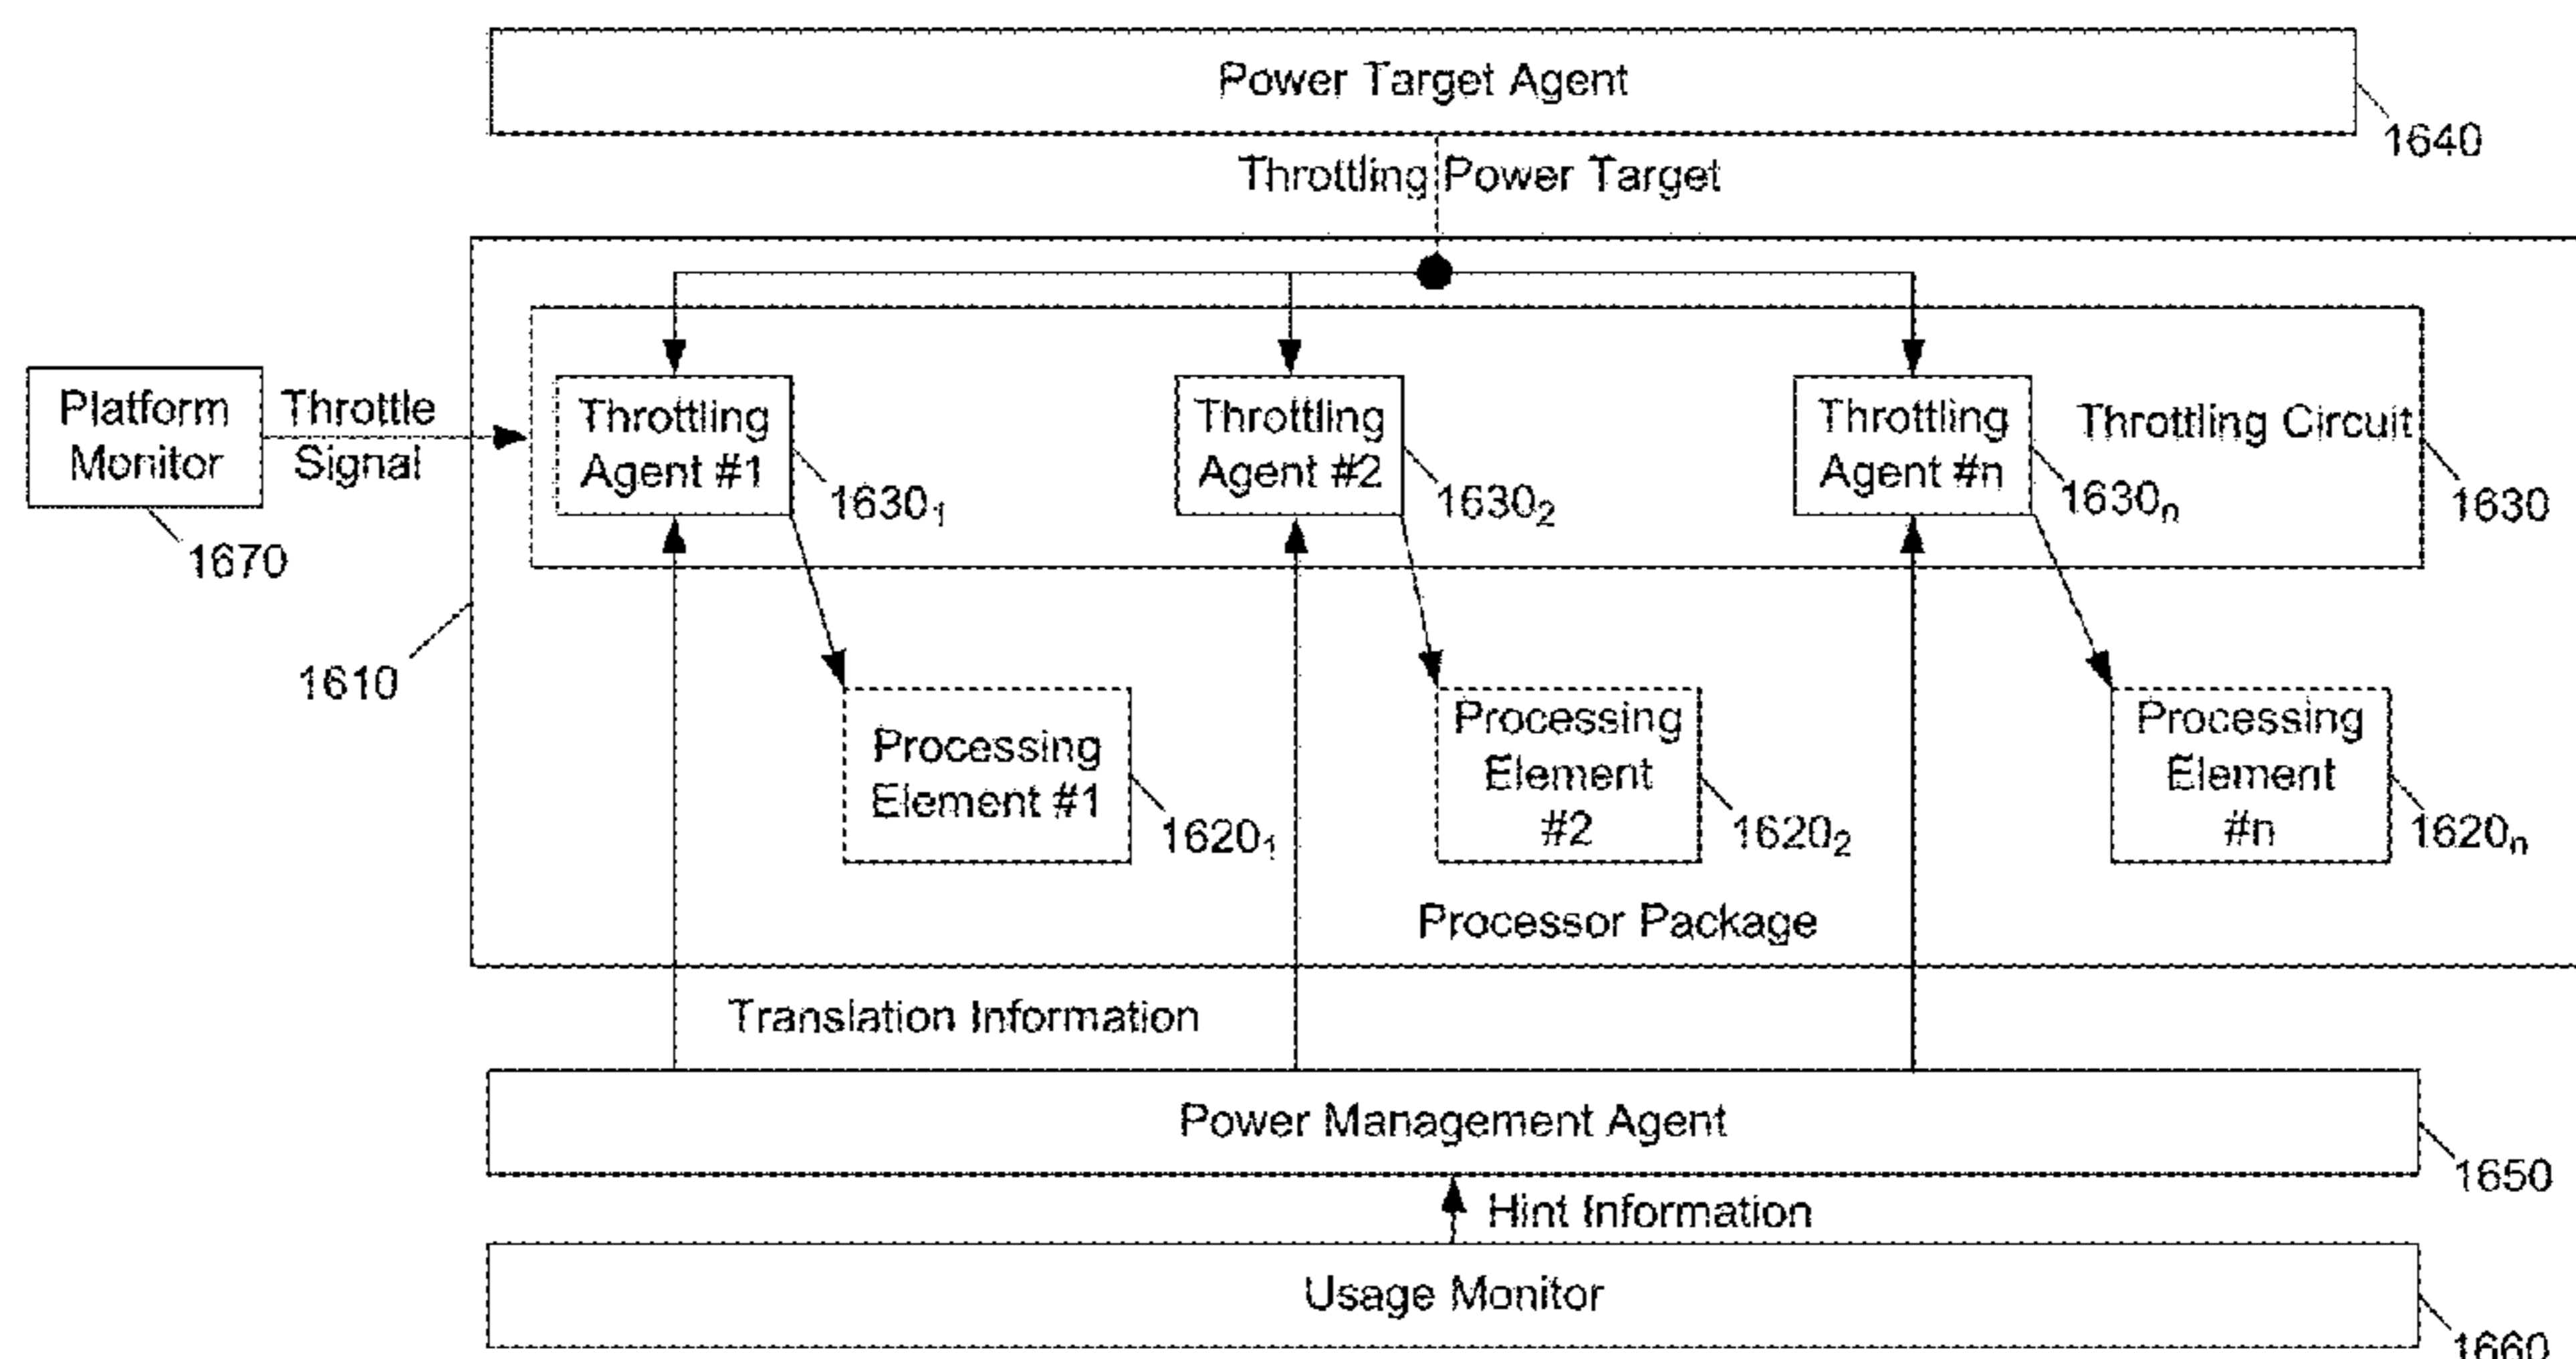 Power Target Agent
1640
Throttling Power Target
Platform
Monitor
1670
Throttle
Signal
Throttling
Agent #1
1630₁
Throttling
Agent #2
1630₂
Throttling
Agent #n
1630ₙ
Throttling Circuit
1630
1610
Processing
Element #1
1620₁
Processing
Element
#2
1620₂
Processing
Element
#n
1620ₙ
Processor Package
Translation Information
Power Management Agent
1650
Hint Information
Usage Monitor
1660